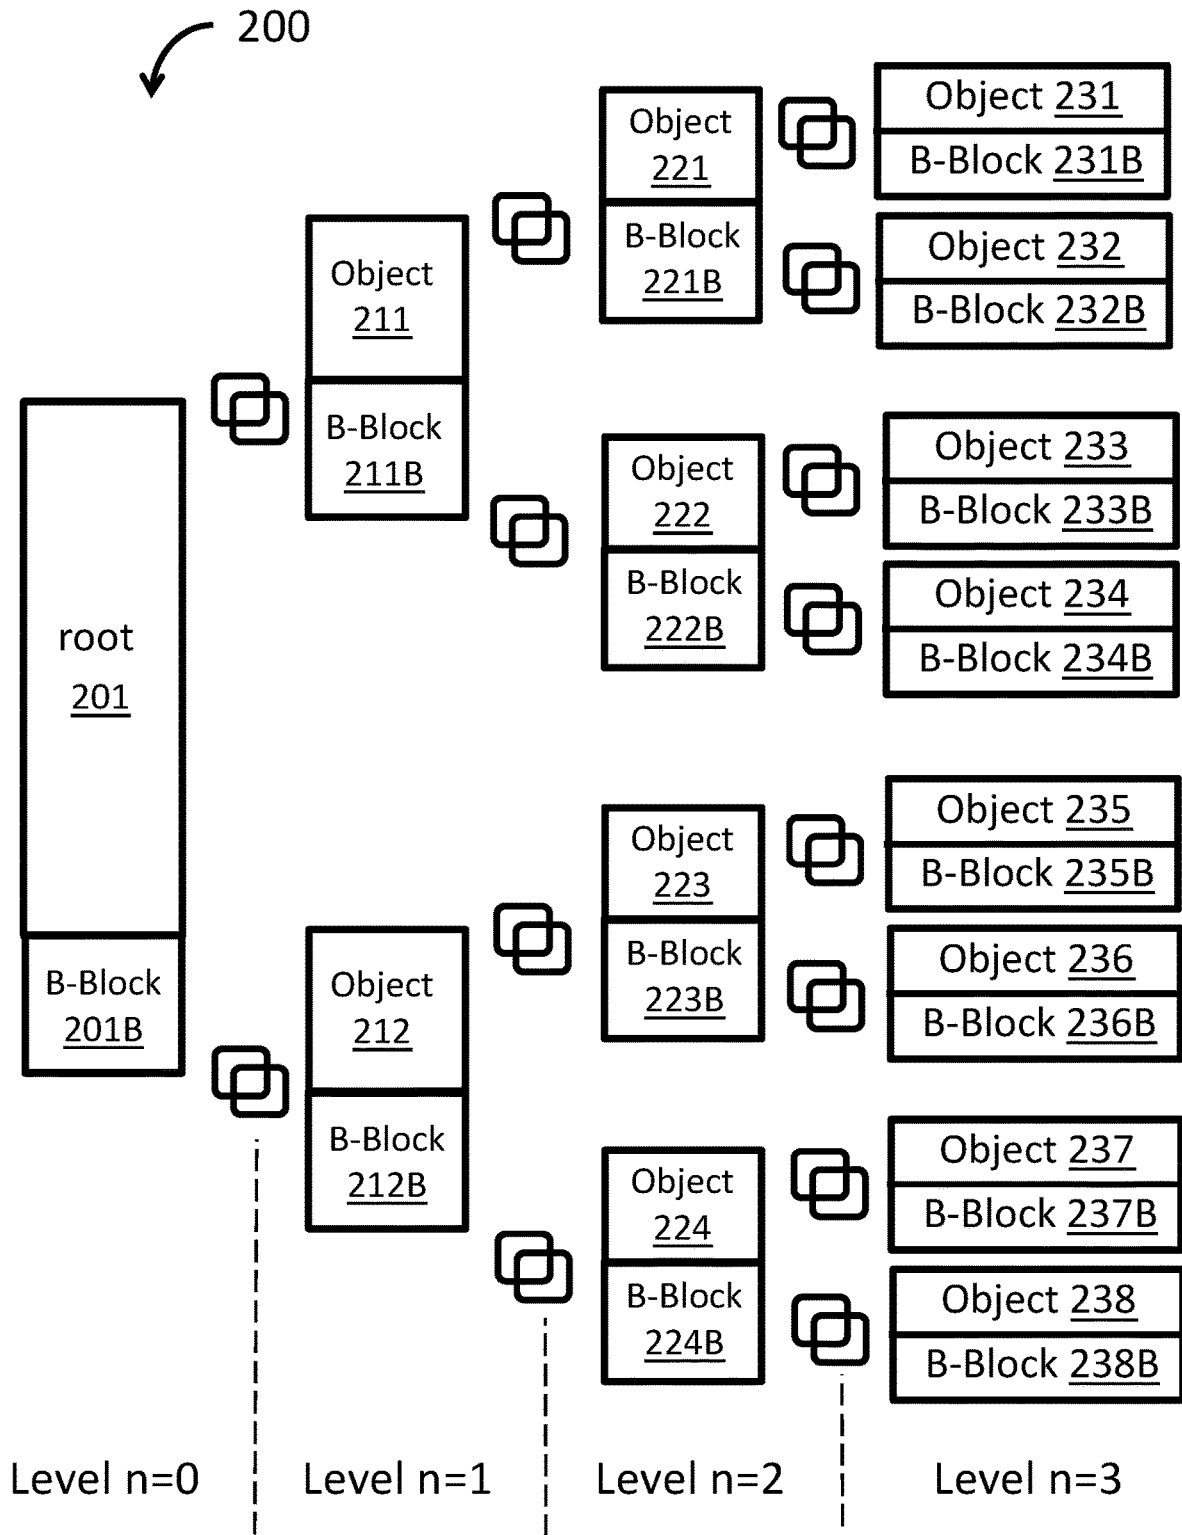 200
root
201
B-Block
201B
Object
211
B-Block
211B
Object
212
B-Block
212B
Object
221
B-Block
221B
Object
222
B-Block
222B
Object
223
B-Block
223B
Object
224
B-Block
224B
Object 231
B-Block 231B
Object 232
B-Block 232B
Object 233
B-Block 233B
Object 234
B-Block 234B
Object 235
B-Block 235B
Object 236
B-Block 236B
Object 237
B-Block 237B
Object 238
B-Block 238B
Level n=0
Level n=1
Level n=2
Level n=3